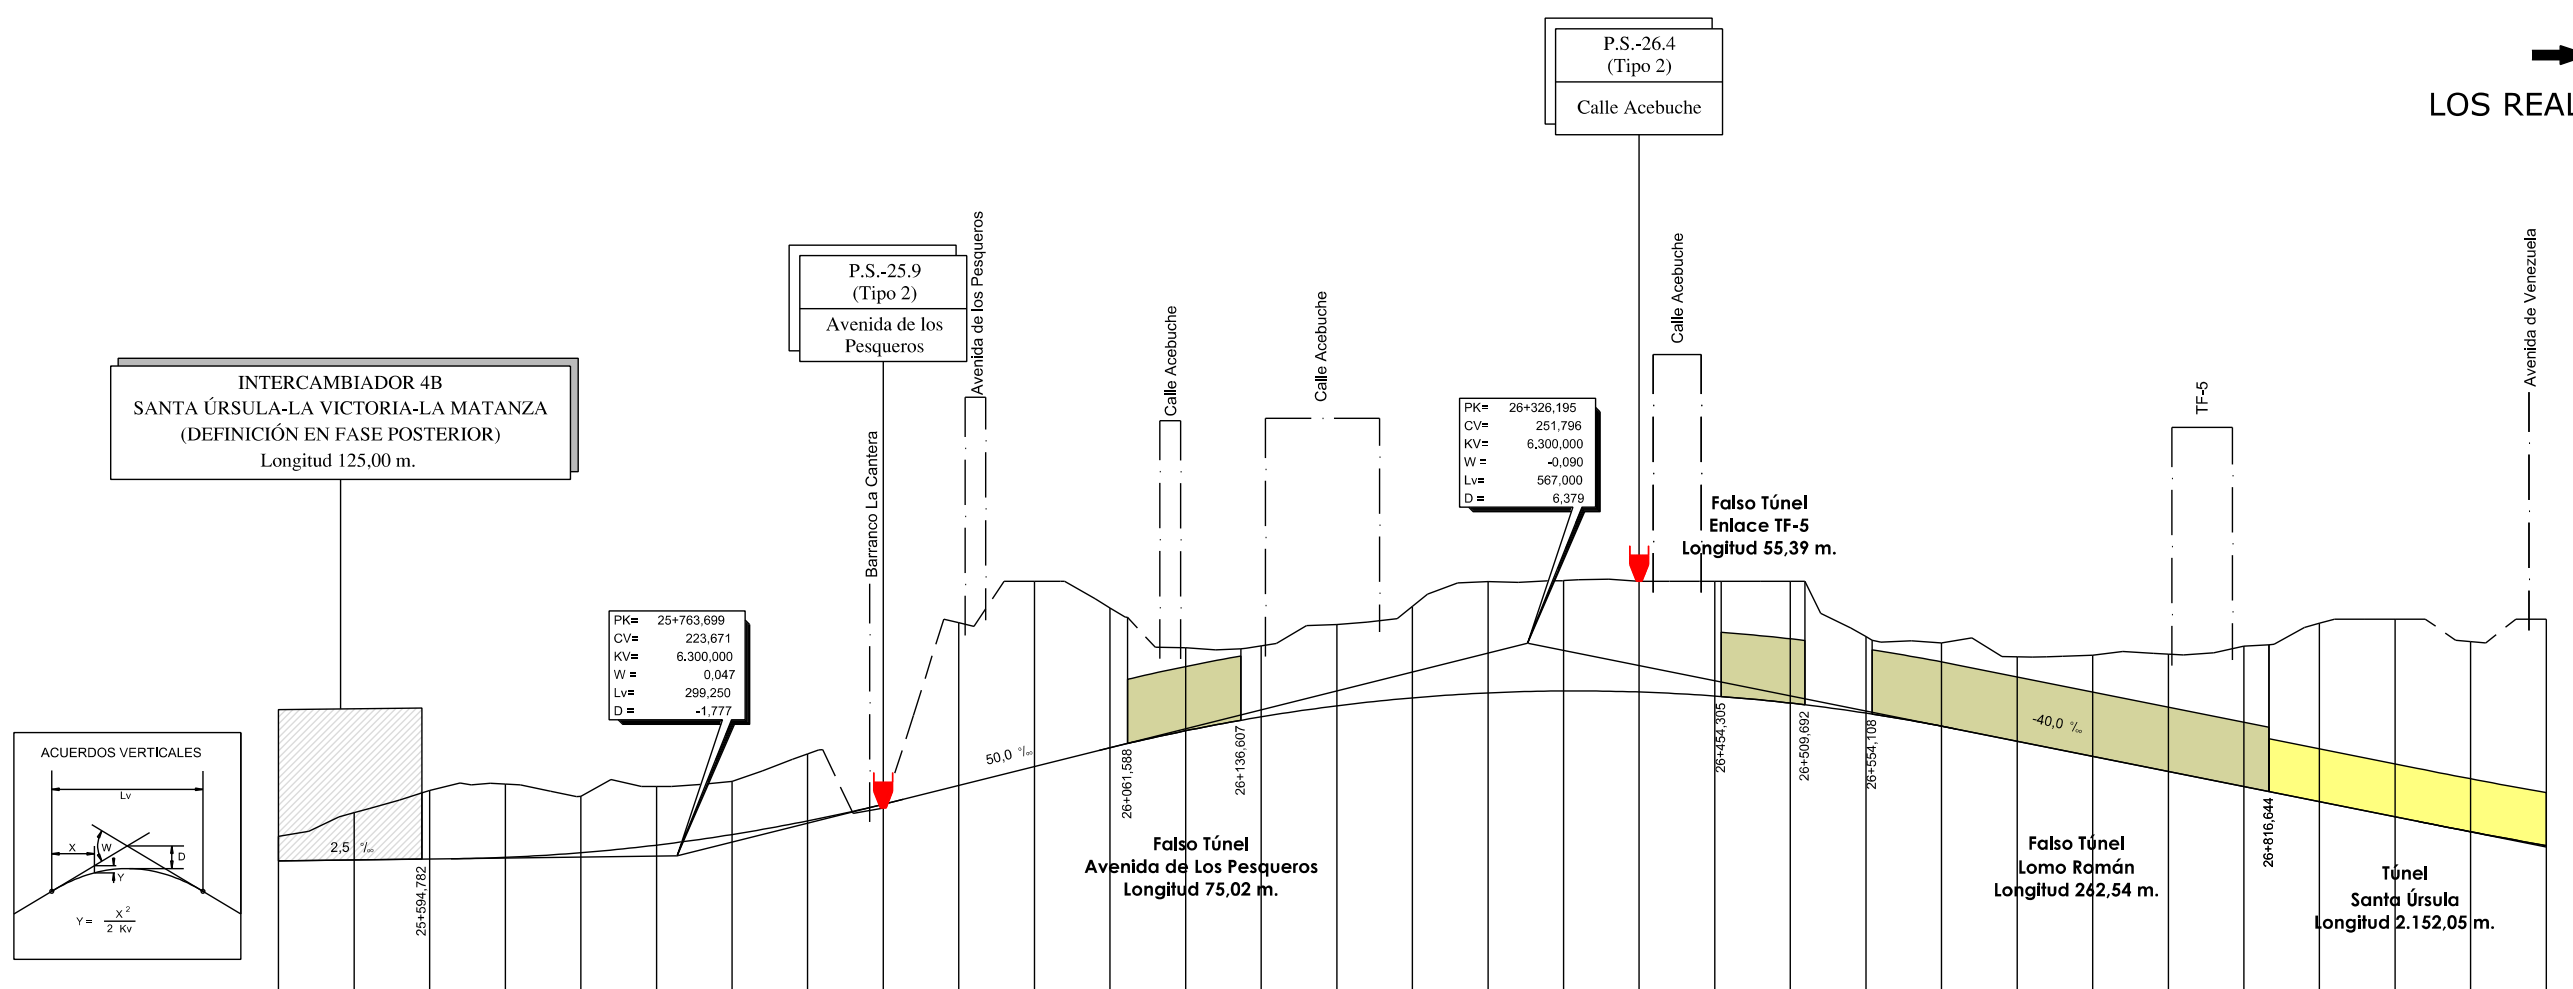 P.S.-26.4
(Tipo 2)
Calle Acebuche
LOS REAL
P.S.-25.9
(Tipo 2)
Avenida de los
Pesqueros
Avenida de los Pesqueros
Calle Acebuche
Calle Acebuche
Calle Acebuche
TF-5
Avenida de Venezuela
Barranco La Cantera
INTERCAMBIADOR 4B
SANTA ÚRSULA-LA VICTORIA-LA MATANZA
(DEFINICIÓN EN FASE POSTERIOR)
Longitud 125,00 m.
PK= 26+326,195
CV= 251,796
KV= 6.300,000
W = -0,090
Lv= 567,000
D = 6,379
Falso Túnel
Enlace TF-5
Longitud 55,39 m.
PK= 25+763,699
CV= 223,671
KV= 6.300,000
W = 0,047
Lv= 299,250
D = -1,777
ACUERDOS VERTICALES
Lv
X
W
D
Y
Y = X 2
2 Kv
2,5 ‰
50,0 ‰
-40,0 ‰
25+594,782
26+061,588
26+136,607
26+454,305
26+509,692
26+554,108
26+816,644
Falso Túnel
Avenida de Los Pesqueros
Longitud 75,02 m.
Falso Túnel
Lomo Román
Longitud 262,54 m.
Túnel
Santa Úrsula
Longitud 2.152,05 m.